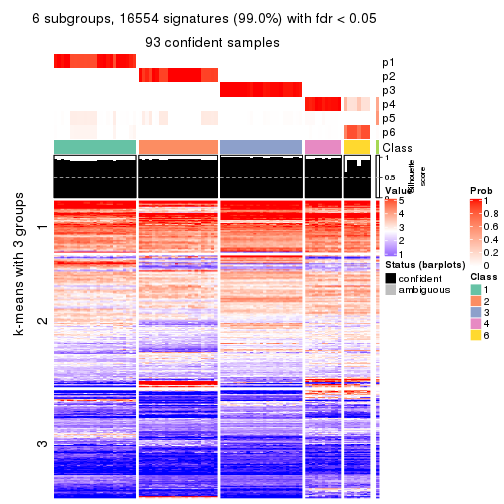 6 subgroups, 16554 signatures (99.0%) with fdr < 0.05
93 confident samples
p1
p2
p3
p4
p5
p6
Class
1
0.5
0
Silhouette
score
k-means with 3 groups
1
2
3
Value
5
4
3
2
1
Status (barplots)
confident
ambiguous
Prob
1
0.8
0.6
0.4
0.2
0
Class
1
2
3
4
6